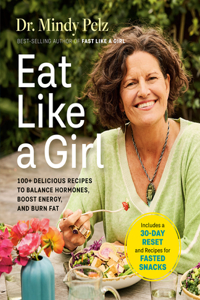 Dr. Mindy Pelz
BEST-SELLING AUTHOR OF FAST LIKE A GIRL
Eat
Like
a Girl
100+ DELICIOUS RECIPES
TO BALANCE HORMONES,
BOOST ENERGY,
AND BURN FAT
Includes a
30-DAY
RESET
and Recipes for
FASTED
SNACKS